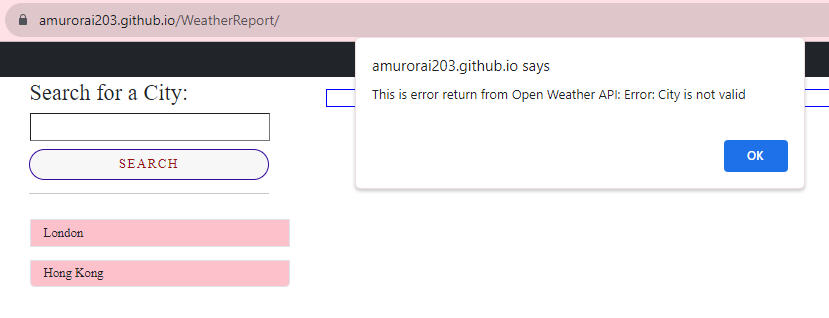 amurorai203.github.io/WeatherReport/
amurorai203.github.io says
This is error return from Open Weather API: Error: City is not valid
OK
Search for a City:
SEARCH
London
Hong Kong